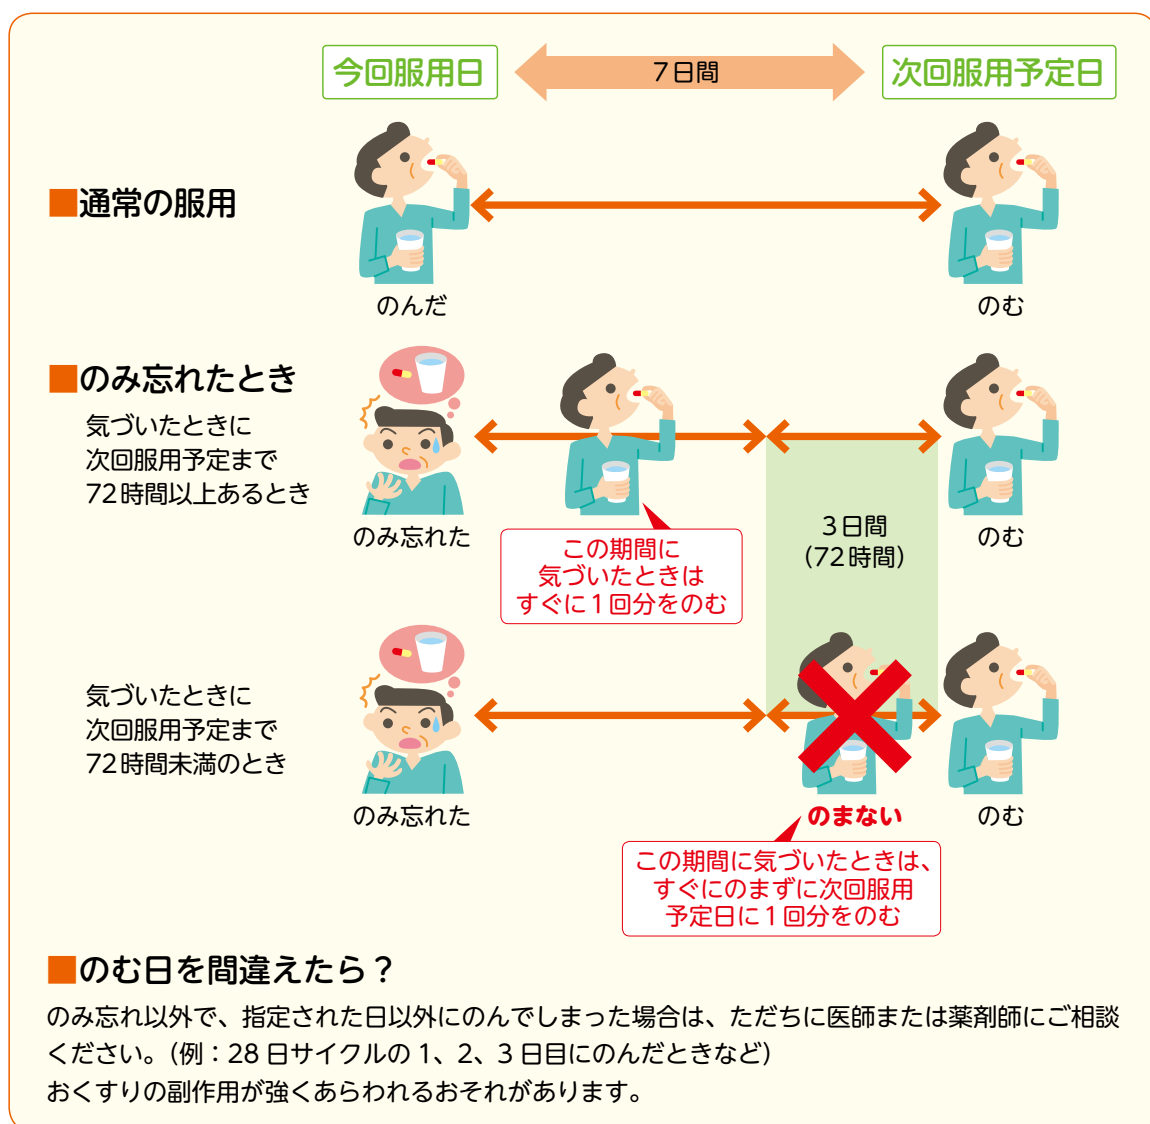 今回服用日
7日間
次回服用予定日
■通常の服用
のんだ
のむ
■のみ忘れたとき
気づいたときに
次回服用予定まで
72時間以上あるとき
のみ忘れた
この期間に
気づいたときは
すぐに1回分をのむ
3日間
(72時間)
のむ
気づいたときに
次回服用予定まで
72時間未満のとき
のみ忘れた
のまない
のむ
この期間に気づいたときは、
すぐにのまずに次回服用
予定日に1回分をのむ
■のむ日を間違えたら？
のみ忘れ以外で、指定された日以外にのんでしまった場合は、ただちに医師または薬剤師にご相談
ください。(例：28日サイクルの1、2、3日目にのんだときなど)
おくすりの副作用が強くあらわれるおそれがあります。